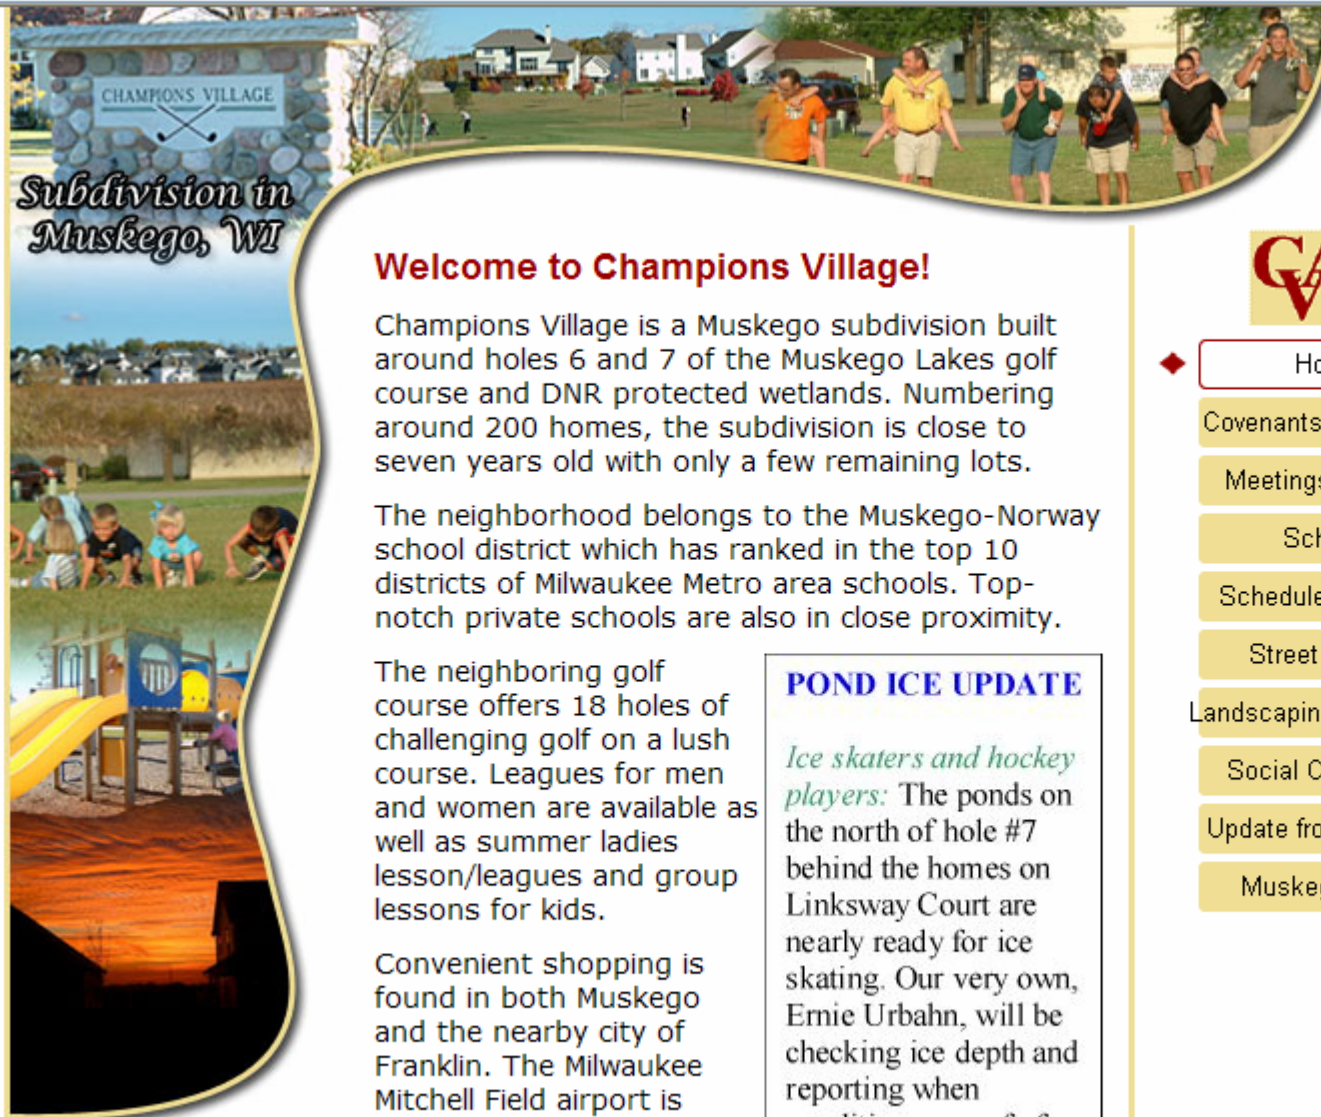 CHAMPIONS VILLAGE
Subdivision in
Muskego, WI
Welcome to Champions Village!
Champions Village is a Muskego subdivision built
around holes 6 and 7 of the Muskego Lakes golf
course and DNR protected wetlands. Numbering
around 200 homes, the subdivision is close to
seven years old with only a few remaining lots.
The neighborhood belongs to the Muskego-Norway
school district which has ranked in the top 10
districts of Milwaukee Metro area schools. Top-
notch private schools are also in close proximity.
The neighboring golf
course offers 18 holes of
challenging golf on a lush
course. Leagues for men
and women are available as
well as summer ladies
lesson/leagues and group
lessons for kids.
Convenient shopping is
found in both Muskego
and the nearby city of
Franklin. The Milwaukee
Mitchell Field airport is
POND ICE UPDATE
Ice skaters and hockey
players: The ponds on
the north of hole #7
behind the homes on
Linksway Court are
nearly ready for ice
skating. Our very own,
Ernie Urbahn, will be
checking ice depth and
reporting when
Covenants
Meetings
Schedule
Street
Social
Update